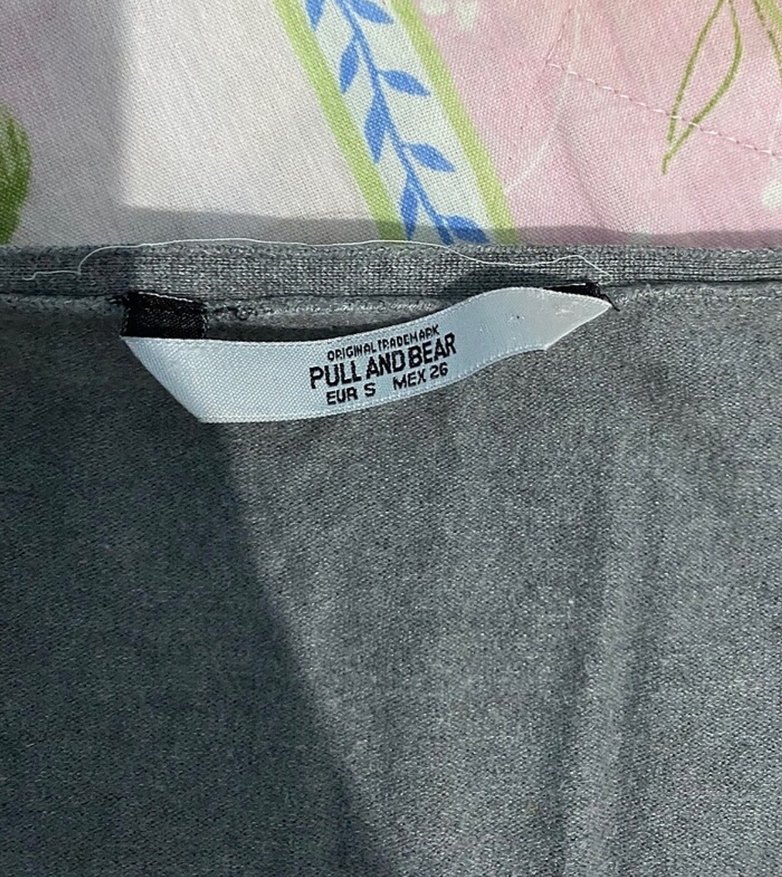 ORIGINAL TRADEMARK
PULL AND BEAR
EUR S MEX 26